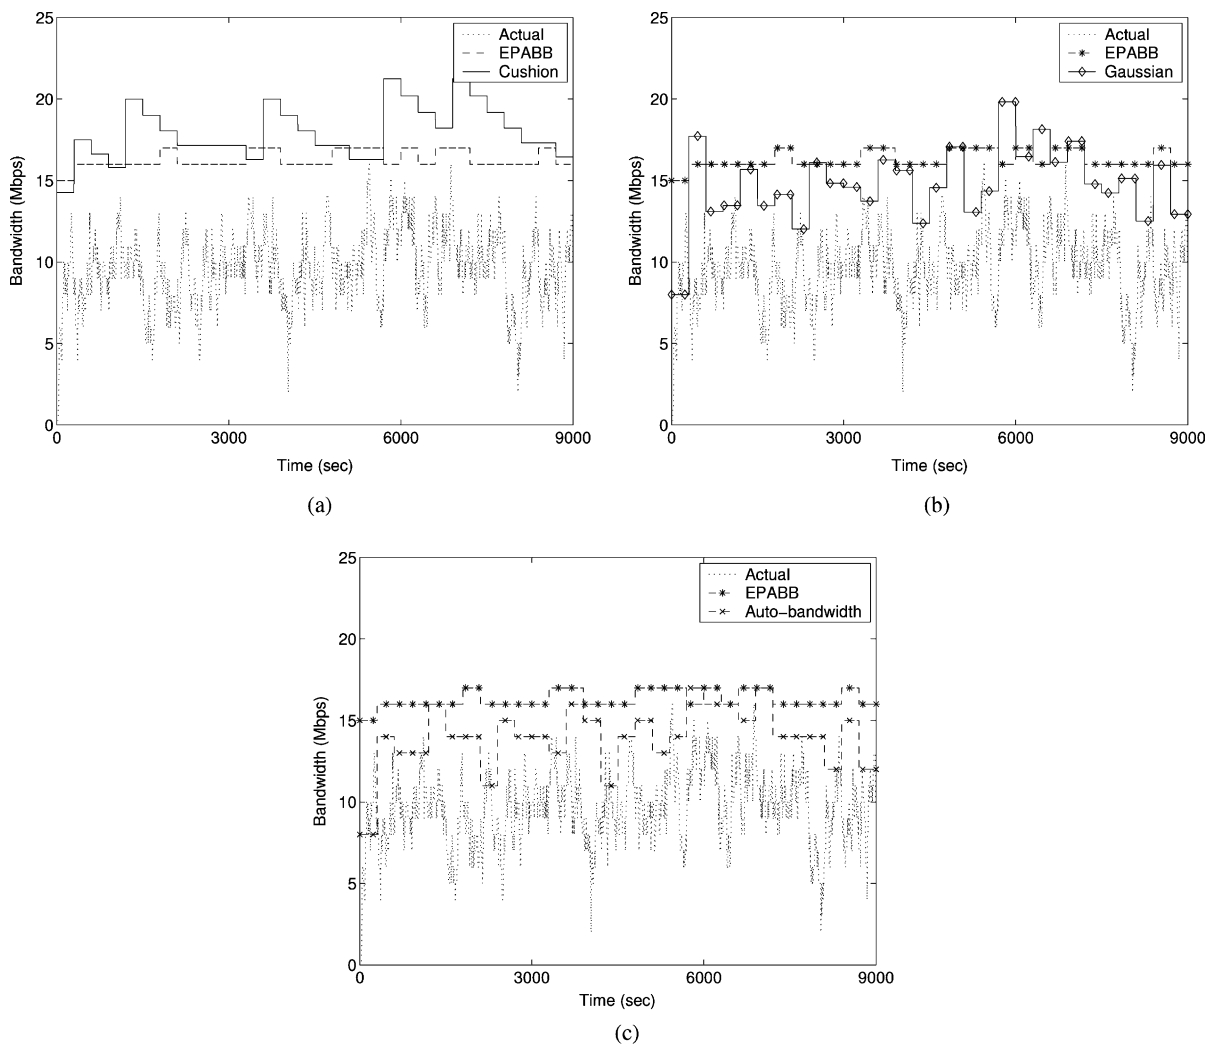 25
20
15
10
5
0
Bandwidth (Mbps)
Actual
EPABB
Cushion
0 3000 6000 9000
Time (sec)
(a)
25
20
15
10
5
0
Bandwidth (Mbps)
Actual
EPABB
Gaussian
0 3000 6000 9000
Time (sec)
(b)
25
20
15
10
5
0
Bandwidth (Mbps)
Actual
EPABB
Auto-bandwidth
0 3000 6000 9000
Time (sec)
(c)